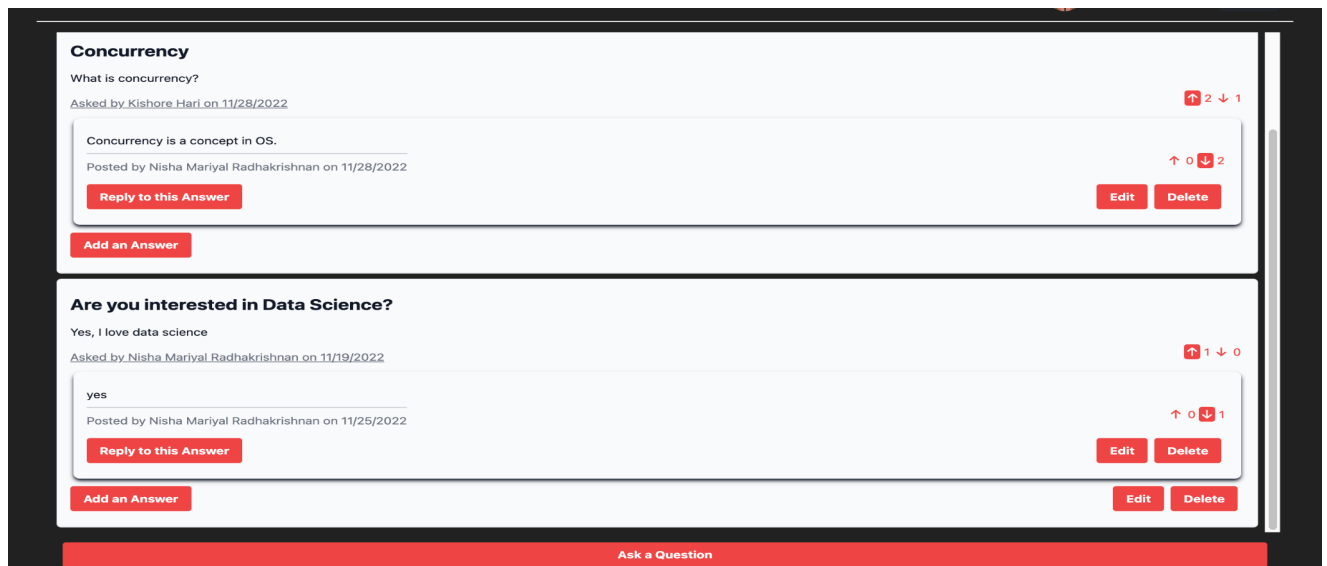 Concurrency
What is concurrency?
Asked by Kishore Hari on 11/28/2022
↑ 2 ↓ 1
Concurrency is a concept in OS.
Posted by Nisha Mariyal Radhakrishnan on 11/28/2022
↑ 0 ↓ 2
Reply to this Answer Edit Delete
Add an Answer
Are you interested in Data Science?
Yes, I love data science
Asked by Nisha Mariyal Radhakrishnan on 11/19/2022
↑ 1 ↓ 0
yes
Posted by Nisha Mariyal Radhakrishnan on 11/25/2022
↑ 0 ↓ 1
Reply to this Answer Edit Delete
Add an Answer Edit Delete
Ask a Question